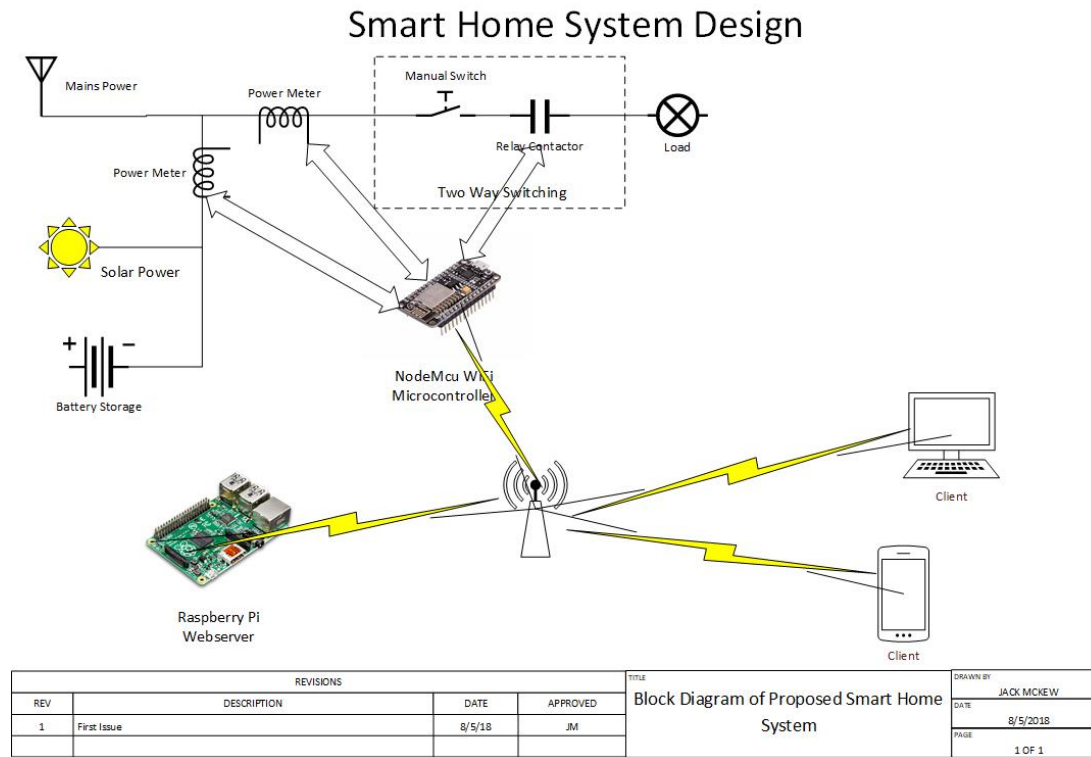 Smart Home System Design
Mains Power
Power Meter
Manual Switch
Relay Contactor
Load
Power Meter
Two Way Switching
Solar Power
+ −
Battery Storage
NodeMcu WiFi
Microcontroller
Client
Raspberry Pi
Webserver
Client
REVISIONS
REV DESCRIPTION DATE APPROVED
1 First Issue 8/5/18 JM
TITLE
Block Diagram of Proposed Smart Home
System
DRAWN BY
JACK MCKEW
DATE
8/5/2018
PAGE
1 OF 1